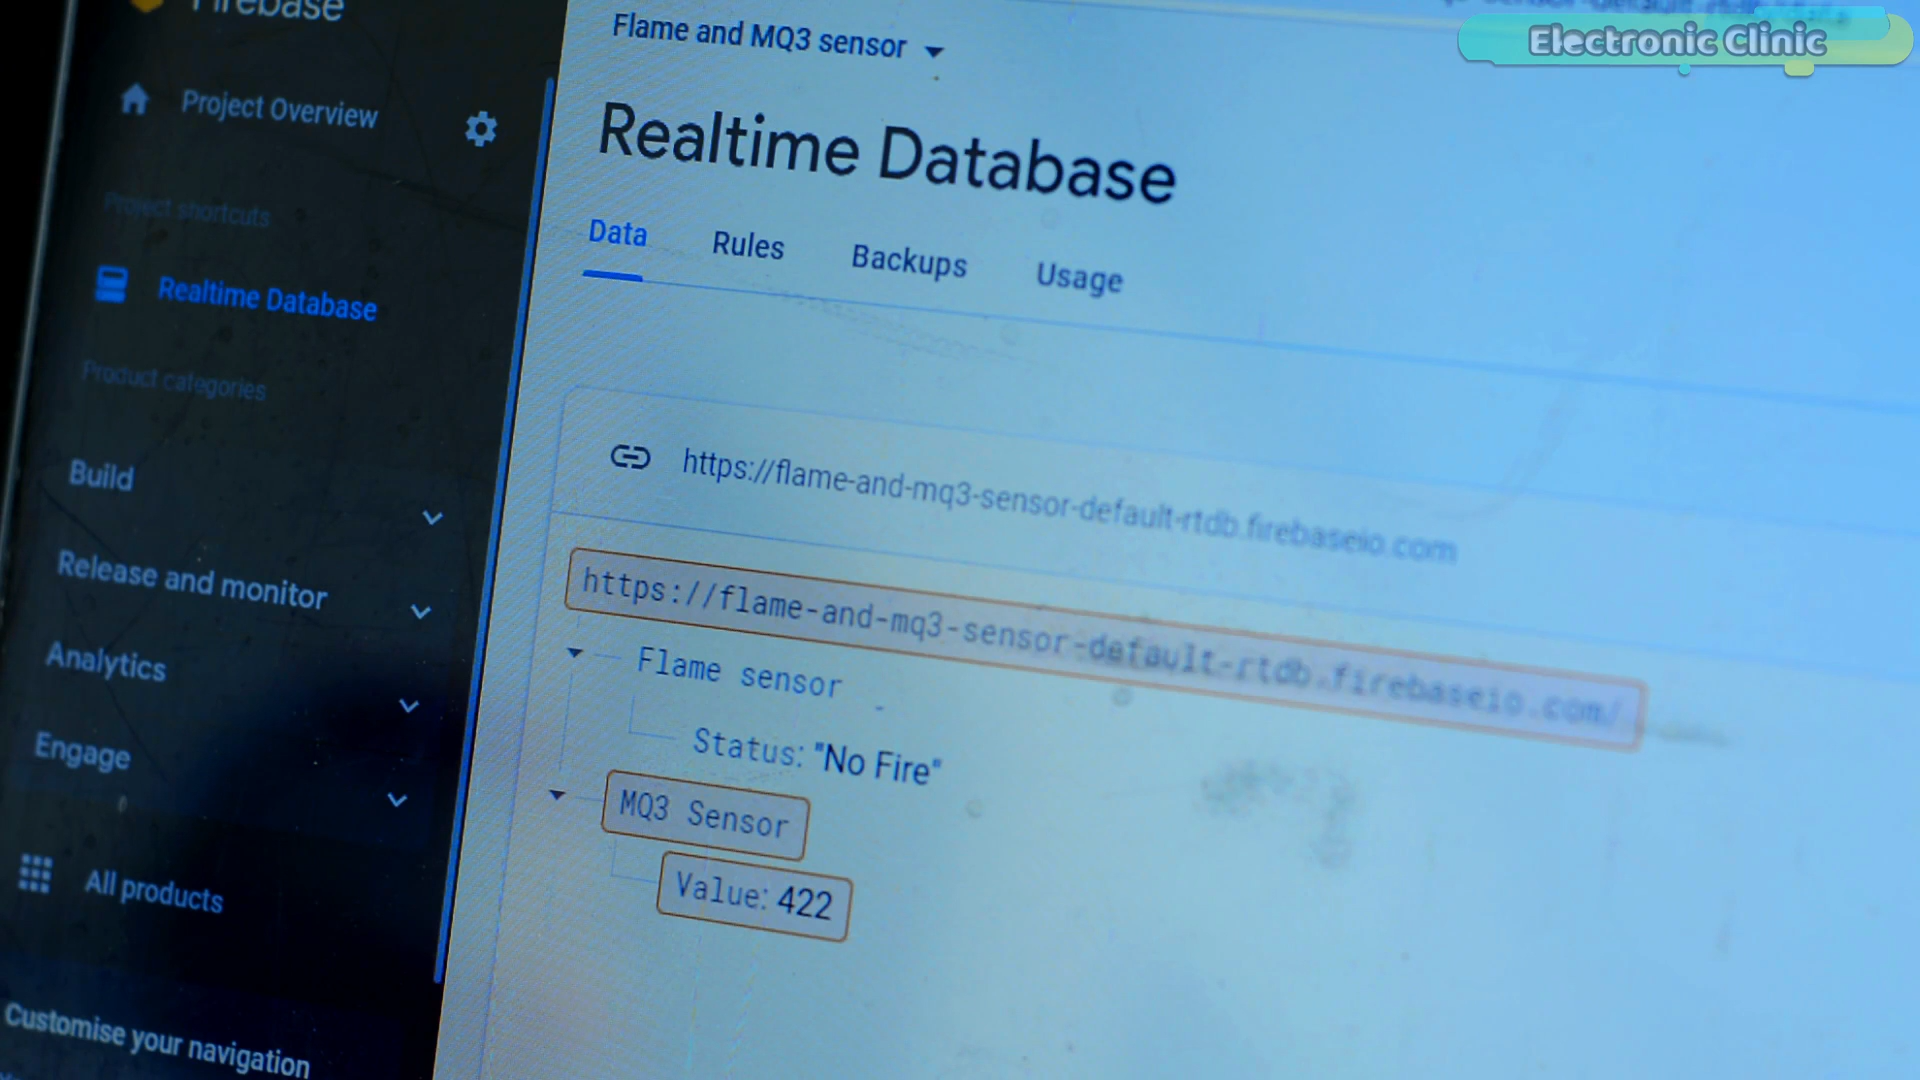 Firebase
Project Overview
Project shortcuts
Realtime Database
Product categories
Build
Release and monitor
Analytics
Engage
All products
Customise your navigation
Flame and MQ3 sensor
Realtime Database
Data Rules Backups Usage
https://flame-and-mq3-sensor-default-rtdb.firebaseio.com
https://flame-and-mq3-sensor-default-rtdb.firebaseio.com/
Flame sensor
Status: "No Fire"
MQ3 Sensor
Value: 422
Electronic Clinic